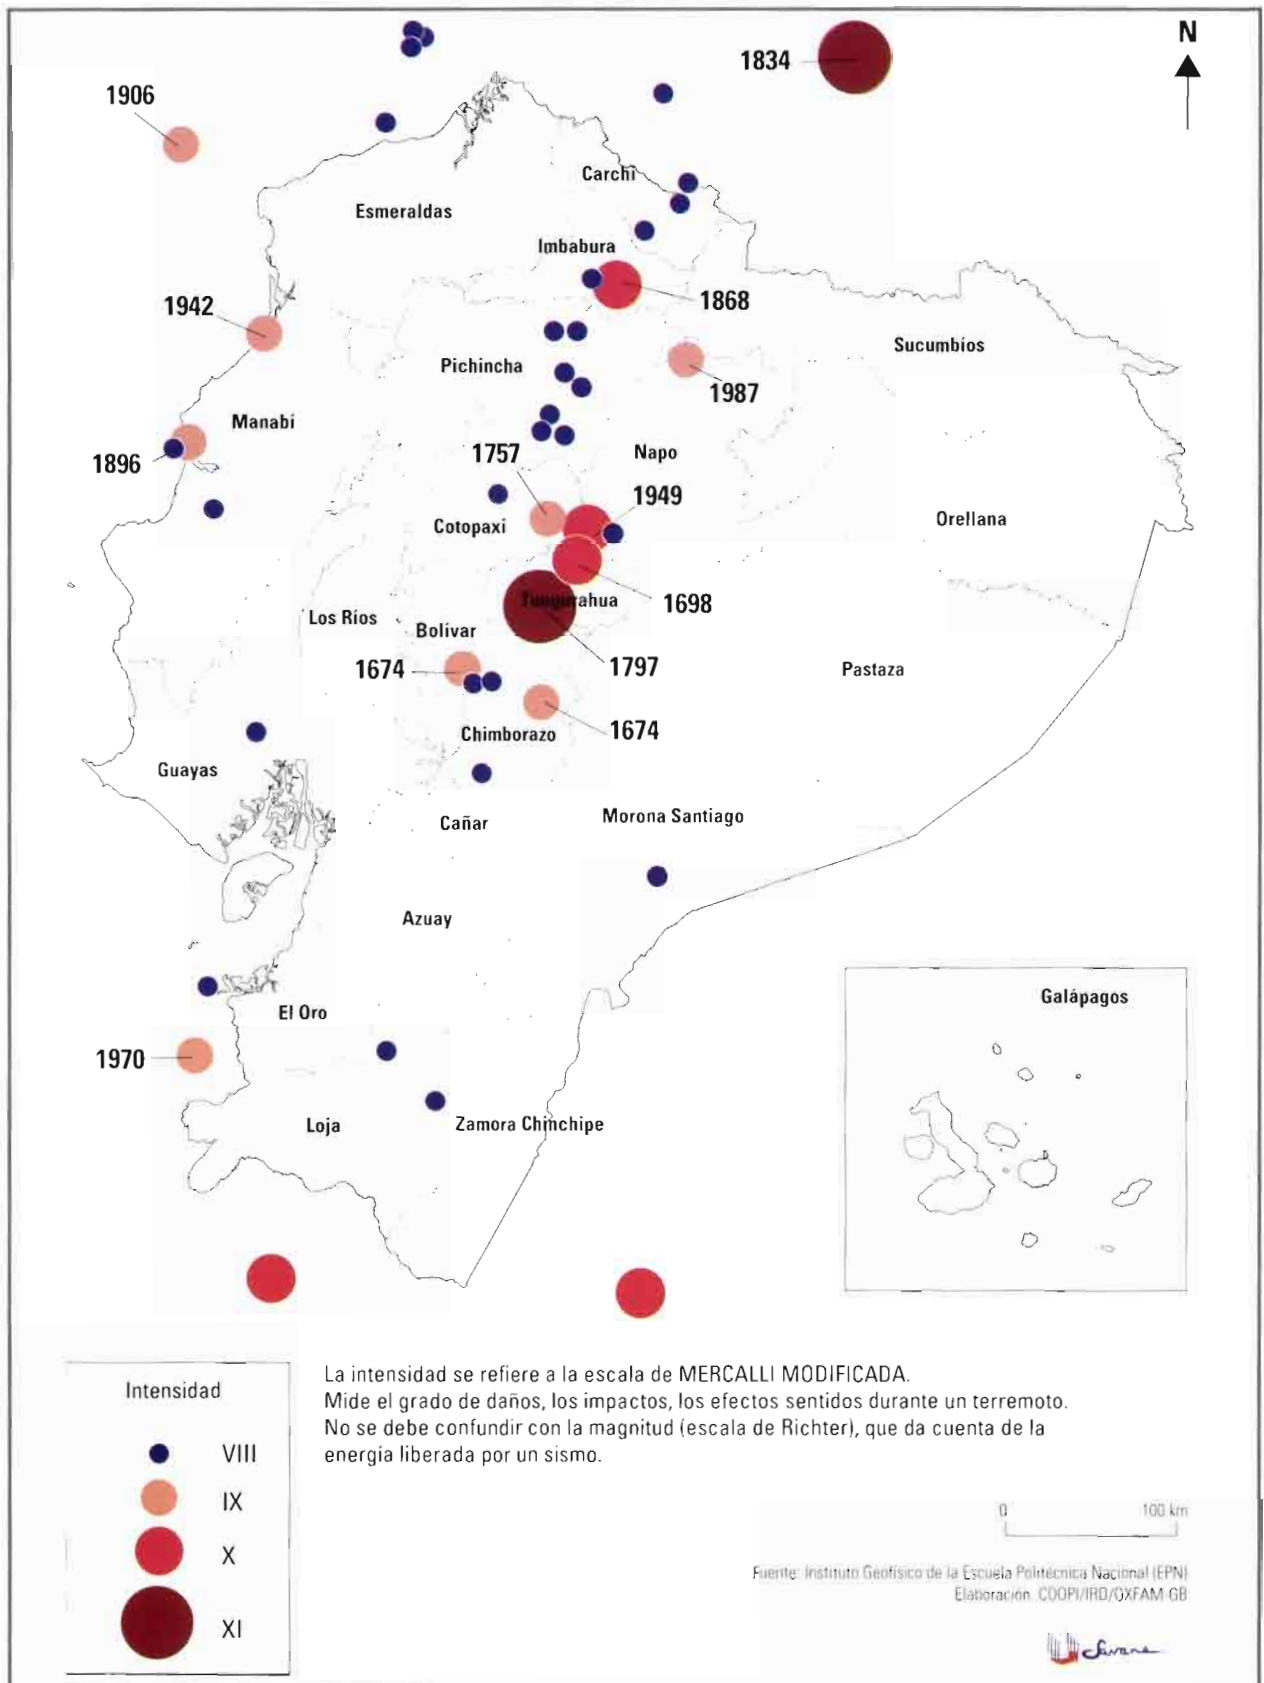 N
1834
1906
Carchi
Esmeraldas
Imbabura
1942
1868
Sucumbíos
Pichincha
1987
Manabí
1757
Napo
1896
1949
Cotopaxi
Orellana
Tungurahua
1698
Los Ríos
Bolívar
1674
1797
Pastaza
1674
Chimborazo
Guayas
Morona Santiago
Cañar
Azuay
Galápagos
El Oro
1970
Loja
Zamora Chinchipe
La intensidad se refiere a la escala de MERCALLI MODIFICADA.
Mide el grado de daños, los impactos, los efectos sentidos durante un terremoto.
No se debe confundir con la magnitud (escala de Richter), que da cuenta de la
energía liberada por un sismo.
Intensidad
VIII
IX
X
XI
0 100 km
Fuente: Instituto Geofísico de la Escuela Politécnica Nacional (EPN)
Elaboración: COOPI/IRD/OXFAM-GB
Savane